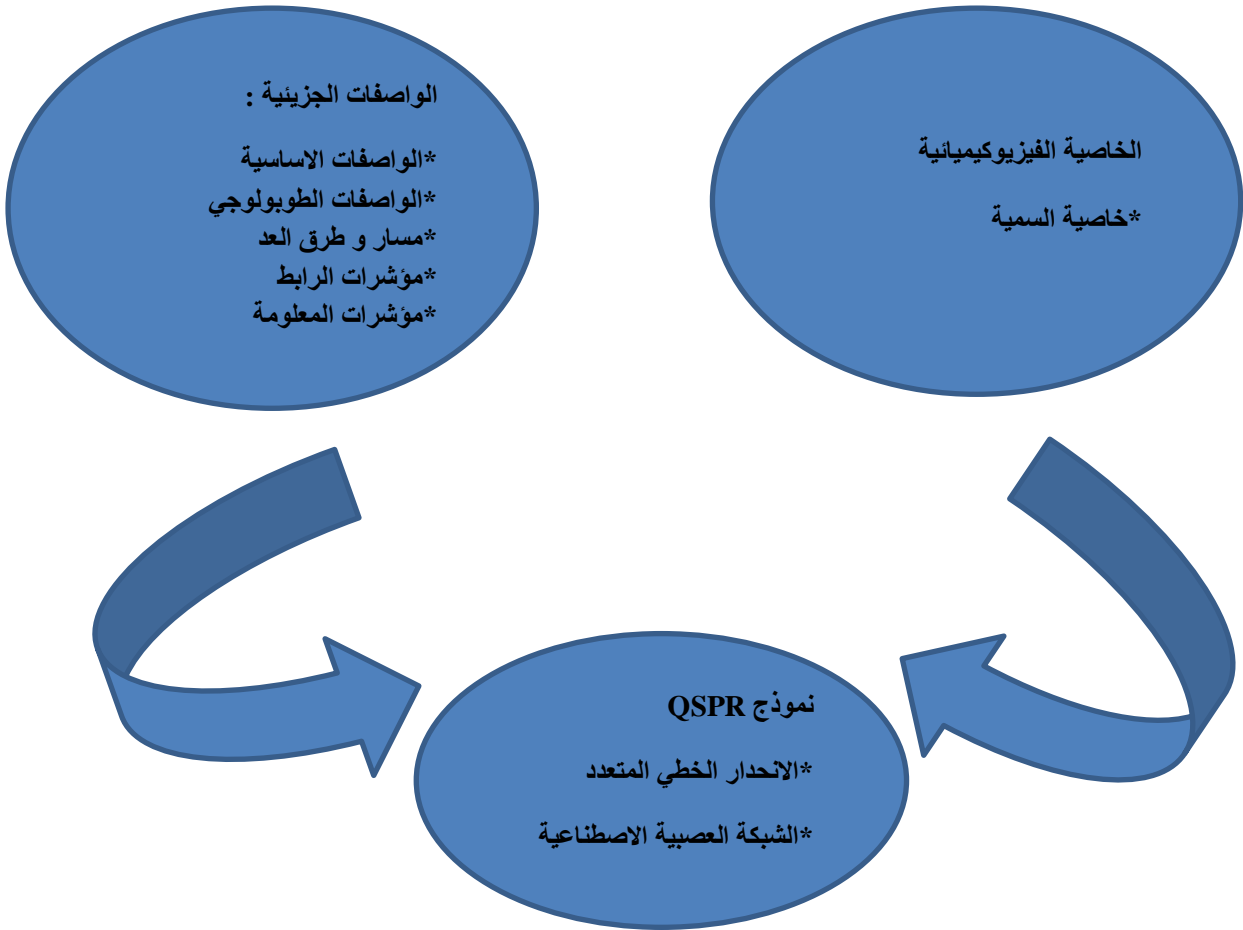 الواصفات الجزيئية :
*الواصفات الاساسية
*الواصفات الطوبولوجي
*مسار و طرق العد
*مؤشرات الرابط
*مؤشرات المعلومة
الخاصية الفيزيوكيميائية
*خاصية السمية
نموذج QSPR
*الانحدار الخطي المتعدد
*الشبكة العصبية الاصطناعية